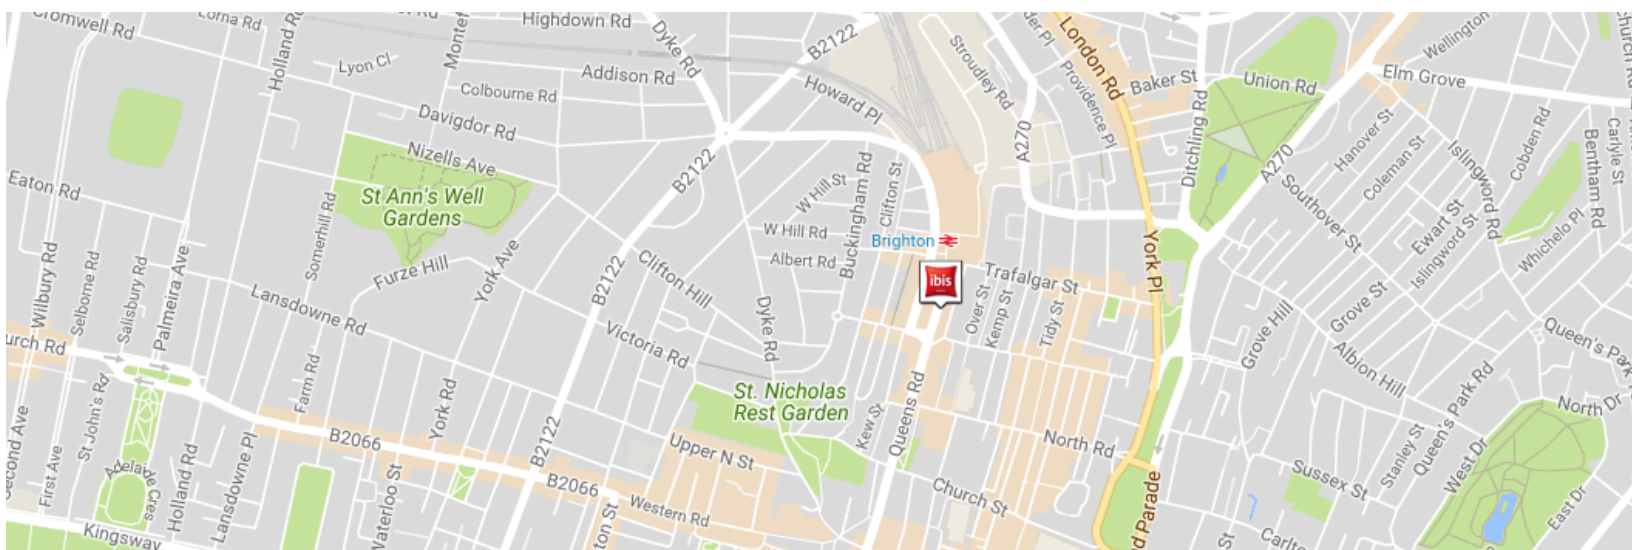 Cromwell Rd
Lorna Rd
Holland Rd
Highdown Rd
Dyke Rd
B2122
London Rd
Wellington
Lyon Cl
Addison Rd
Colbourne Rd
Howard Pl
Stroudley Rd
Providence Pl
Baker St
Union Rd
Elm Grove
Davigdor Rd
Nizells Ave
B2122
A270
Ditchling Rd
A270
Hanover St
Coleman St
Islingword Rd
Cobden Rd
Carlyle St
Bentham Rd
Eaton Rd
St Ann's Well
Gardens
W Hill St
Clifton St
Buckingham Rd
W Hill Rd
Albert Rd
Southover St
Ewart St
Islingword St
Whichelo Pl
Wilbury Rd
Selborne Rd
Salisbury Rd
Palmeira Ave
Somerhill Rd
Furze Hill
York Ave
B2122
Clifton Hill
Brighton
ibis
Trafalgar St
York Pl
Lansdowne Rd
Victoria Rd
Dyke Rd
Over St
Kemp St
Tidy St
Grove Hill
Grove St
Albion Hill
Queen's Park
urch Rd
Farm Rd
York Rd
St. Nicholas
Rest Garden
Kew St
Queens Rd
North Rd
Queen's Park Rd
North Dr
Second Ave
First Ave
St John's Rd
Adelaide Cres
Holland Rd
Lansdowne Pl
B2066
Waterloo St
B2122
B2066
Upper N St
Western Rd
ton St
Church St
d Parade
Sussex St
Stanley St
West Dr
East Dr
Kingsway
St